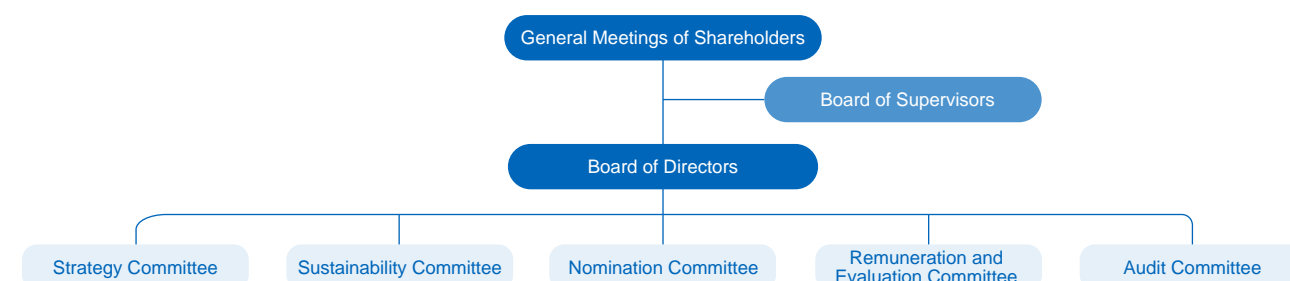 General Meetings of Shareholders
Board of Supervisors
Board of Directors
Strategy Committee
Sustainability Committee
Nomination Committee
Remuneration and
Evaluation Committee
Audit Committee